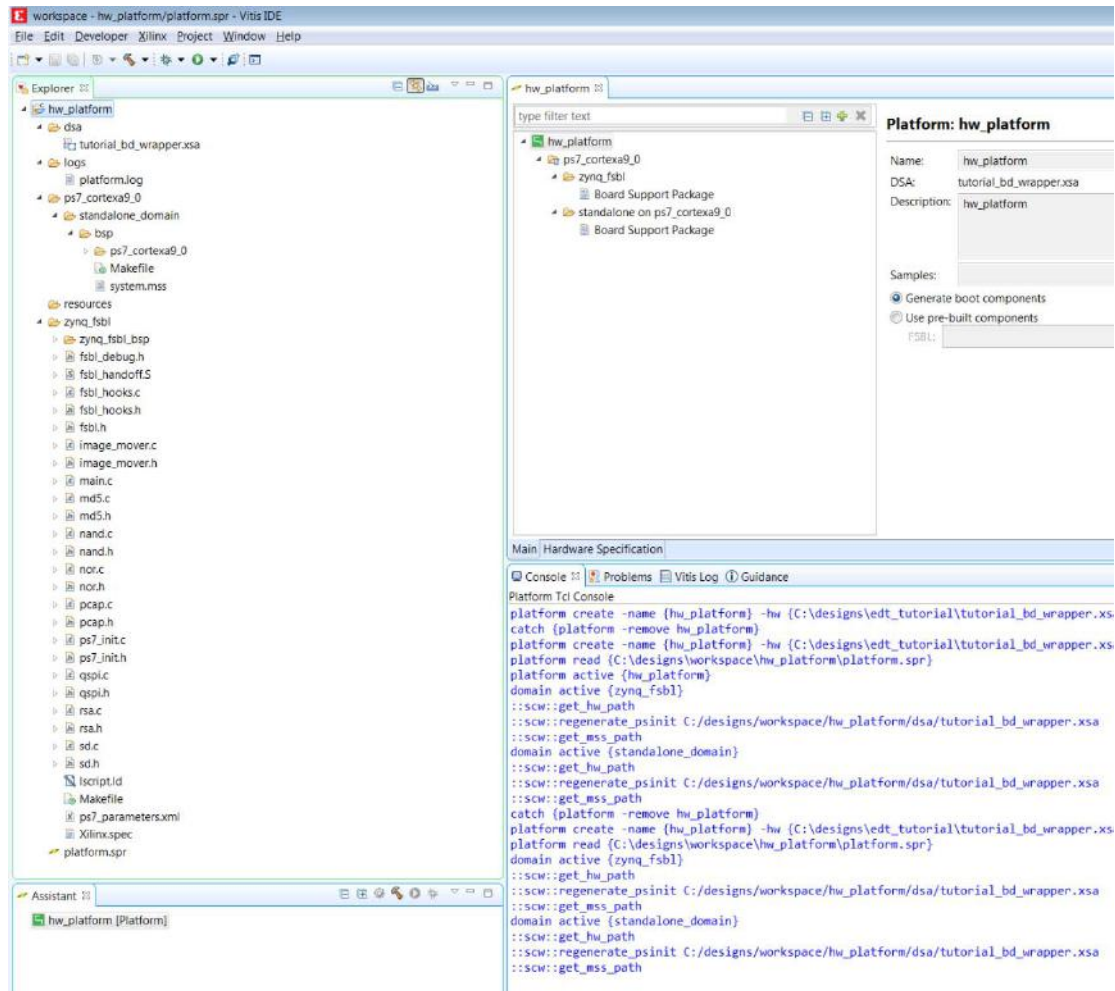 workspace - hw_platform/platform.spr - Vitis IDE
File Edit Developer Xilinx Project Window Help
Explorer
hw_platform
dsa
tutorial_bd_wrapper.xsa
logs
platform.log
ps7_cortexa9_0
standalone_domain
bsp
ps7_cortexa9_0
Makefile
system.mss
resources
zynq_fsbl
zynq_fsbl_bsp
fsbl_debug.h
fsbl_handoff.S
fsbl_hooks.c
fsbl_hooks.h
fsbl.h
image_mover.c
image_mover.h
main.c
md5.c
md5.h
nand.c
nand.h
nor.c
nor.h
pcap.c
pcap.h
ps7_init.c
ps7_init.h
qspi.c
qspi.h
rsa.c
rsa.h
sd.c
sd.h
lscript.ld
Makefile
ps7_parameters.xml
Xilinx.spec
platform.spr
Assistant
hw_platform [Platform]
hw_platform
type filter text
hw_platform
ps7_cortexa9_0
zynq_fsbl
Board Support Package
standalone on ps7_cortexa9_0
Board Support Package
Platform: hw_platform
Name: hw_platform
DSA: tutorial_bd_wrapper.xsa
Description: hw_platform
Samples:
Generate boot components
Use pre-built components
FSBL:
Main Hardware Specification
Console Problems Vitis Log Guidance
Platform Tcl Console
platform create -name {hw_platform} -hw {C:\designs\edt_tutorial\tutorial_bd_wrapper.xsa
catch {platform -remove hw_platform}
platform create -name {hw_platform} -hw {C:\designs\edt_tutorial\tutorial_bd_wrapper.xsa
platform read {C:\designs\workspace\hw_platform\platform.spr}
platform active {hw_platform}
domain active {zynq_fsbl}
::scw::get_hw_path
::scw::regenerate_psinit C:/designs/workspace/hw_platform/dsa/tutorial_bd_wrapper.xsa
::scw::get_mss_path
domain active {standalone_domain}
::scw::get_hw_path
::scw::regenerate_psinit C:/designs/workspace/hw_platform/dsa/tutorial_bd_wrapper.xsa
::scw::get_mss_path
catch {platform -remove hw_platform}
platform create -name {hw_platform} -hw {C:\designs\edt_tutorial\tutorial_bd_wrapper.xsa
platform read {C:\designs\workspace\hw_platform\platform.spr}
domain active {zynq_fsbl}
::scw::get_hw_path
::scw::regenerate_psinit C:/designs/workspace/hw_platform/dsa/tutorial_bd_wrapper.xsa
::scw::get_mss_path
domain active {standalone_domain}
::scw::get_hw_path
::scw::regenerate_psinit C:/designs/workspace/hw_platform/dsa/tutorial_bd_wrapper.xsa
::scw::get_mss_path